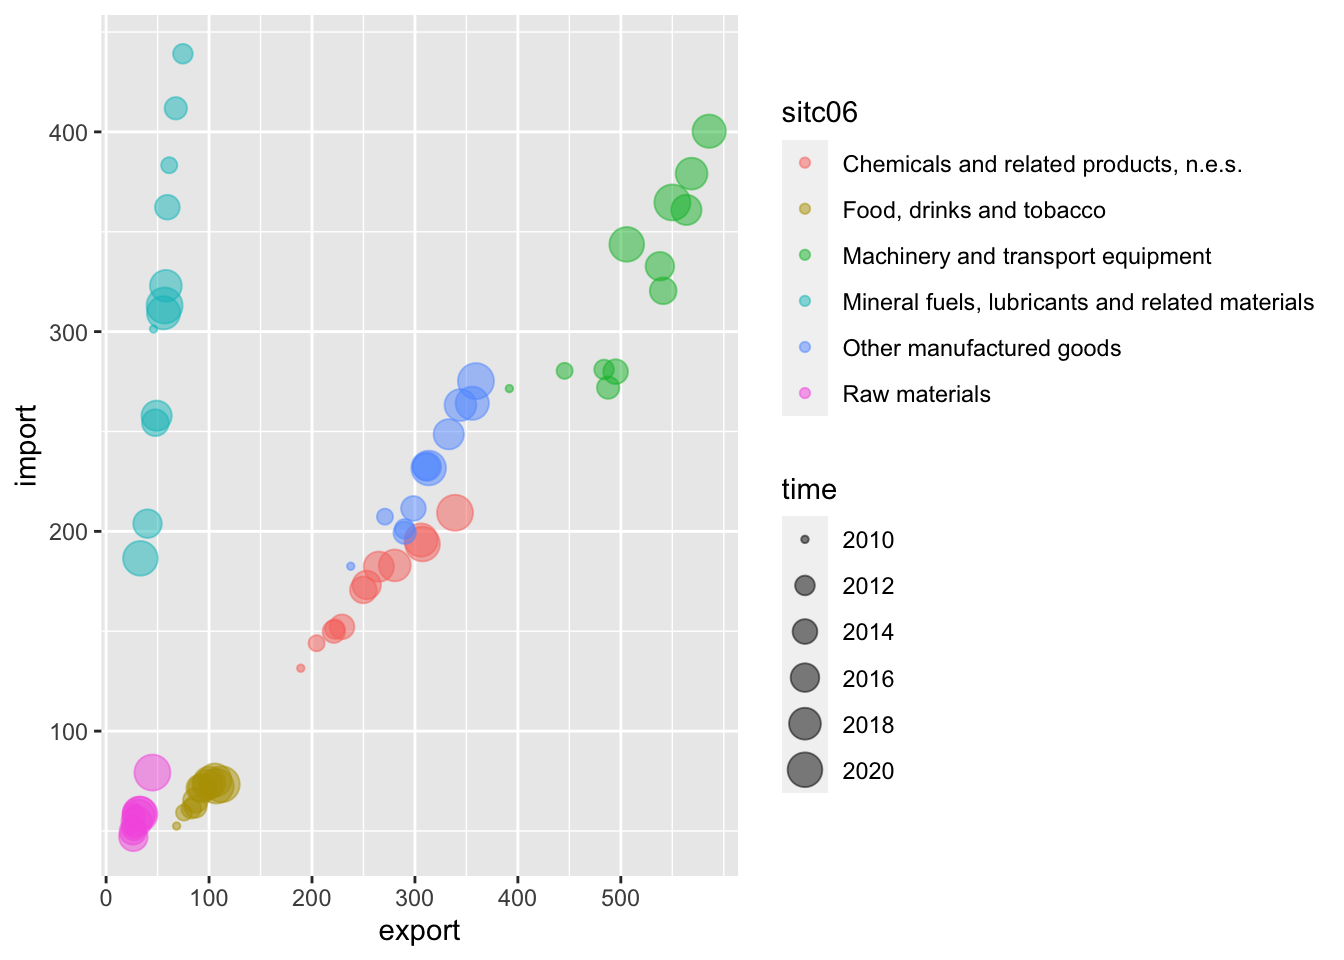 400
300
200
100
import
0
100
200
300
400
500
export
sitc06
Chemicals and related products, n.e.s.
Food, drinks and tobacco
Machinery and transport equipment
Mineral fuels, lubricants and related materials
Other manufactured goods
Raw materials
time
2010
2012
2014
2016
2018
2020